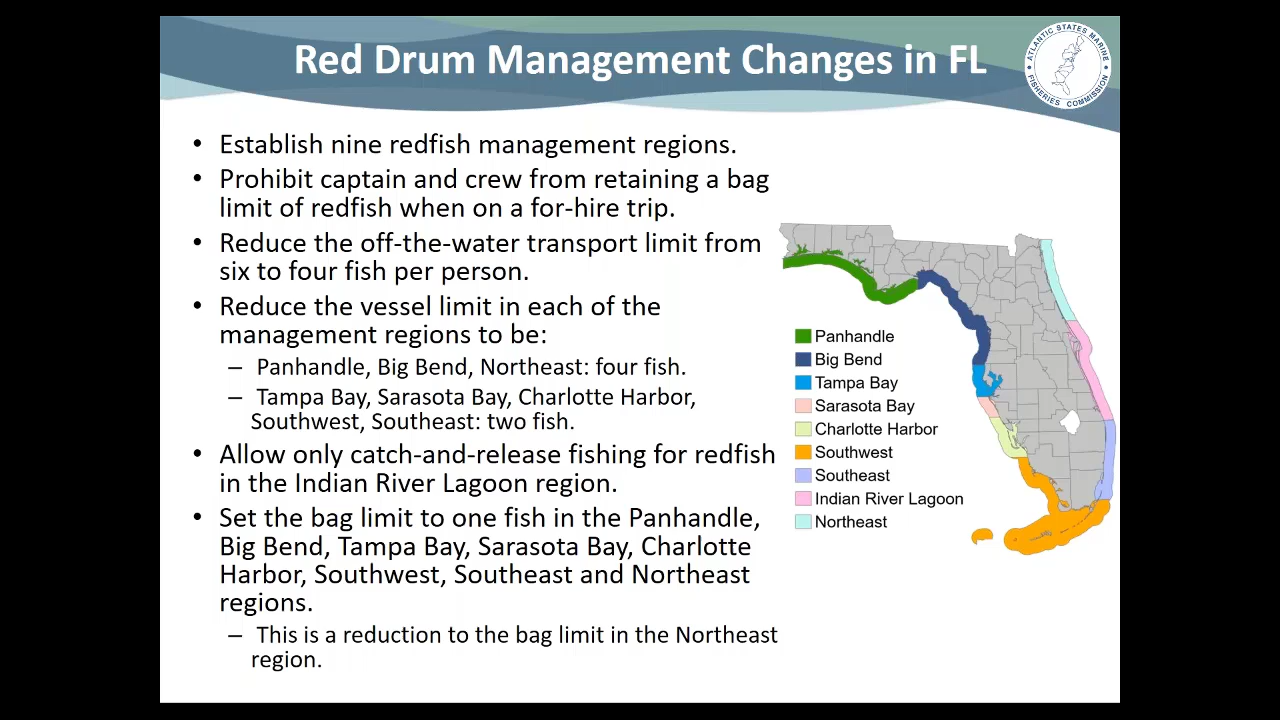 Red Drum Management Changes in FL
ATLANTIC STATES MARINE
FISHERIES COMMISSION
• Establish nine redfish management regions.
• Prohibit captain and crew from retaining a bag
limit of redfish when on a for-hire trip.
• Reduce the off-the-water transport limit from
six to four fish per person.
• Reduce the vessel limit in each of the
management regions to be:
– Panhandle, Big Bend, Northeast: four fish.
– Tampa Bay, Sarasota Bay, Charlotte Harbor,
Southwest, Southeast: two fish.
• Allow only catch-and-release fishing for redfish
in the Indian River Lagoon region.
• Set the bag limit to one fish in the Panhandle,
Big Bend, Tampa Bay, Sarasota Bay, Charlotte
Harbor, Southwest, Southeast and Northeast
regions.
– This is a reduction to the bag limit in the Northeast
region.
Panhandle
Big Bend
Tampa Bay
Sarasota Bay
Charlotte Harbor
Southwest
Southeast
Indian River Lagoon
Northeast